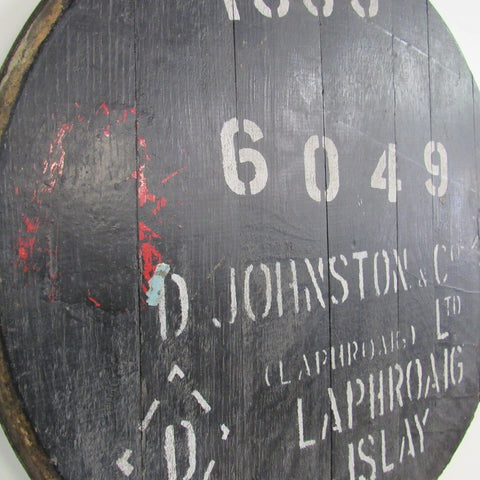 6049
D JOHNSTON & Co
(LAPHROAIG) LTD
LAPHROAIG
D
ISLAY